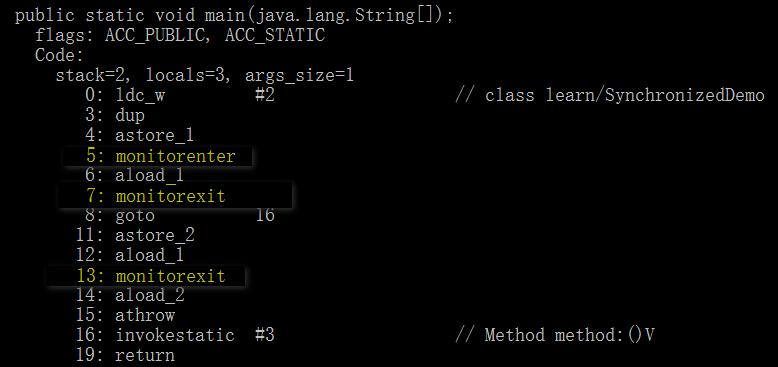 public static void main(java.lang.String[]);
flags: ACC_PUBLIC, ACC_STATIC
Code:
stack=2, locals=3, args_size=1
0: ldc_w #2 // class learn/SynchronizedDemo
3: dup
4: astore_1
5: monitorenter
6: aload_1
7: monitorexit
8: goto 16
11: astore_2
12: aload_1
13: monitorexit
14: aload_2
15: athrow
16: invokestatic #3 // Method method:()V
19: return